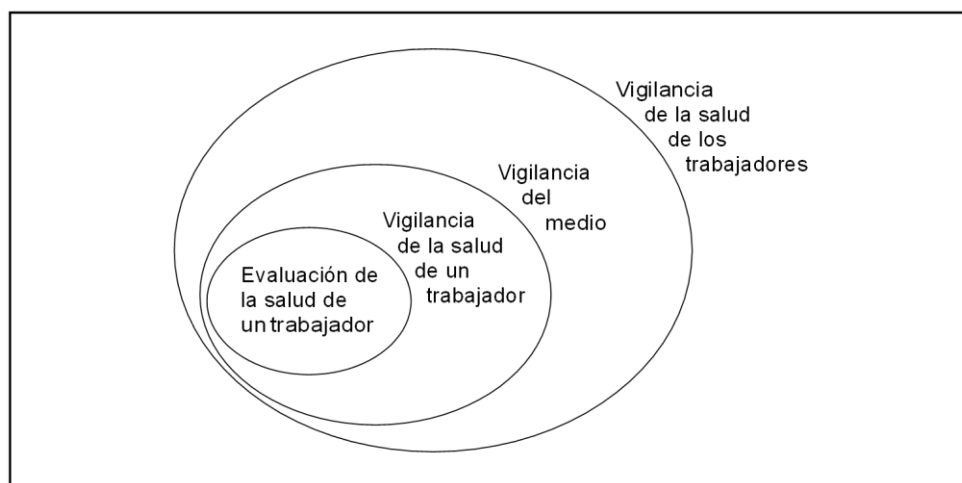 Vigilancia
de la salud
de los
trabajadores
Vigilancia
del
medio
Vigilancia
de la salud
de un
trabajador
Evaluación de
la salud de
un trabajador